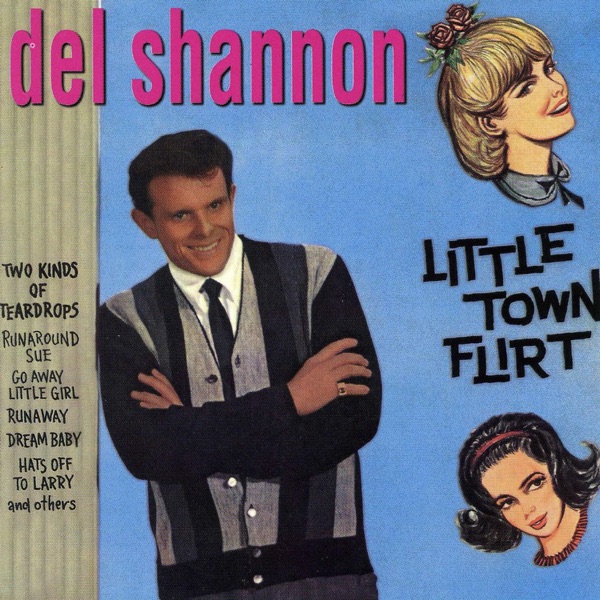 del shannon
LITTLE
TOWN
FLIRT
TWO KINDS
OF
TEARDROPS
RUNAROUND
SUE
GO AWAY
LITTLE GIRL
RUNAWAY
DREAM BABY
HATS OFF
TO LARRY
and others